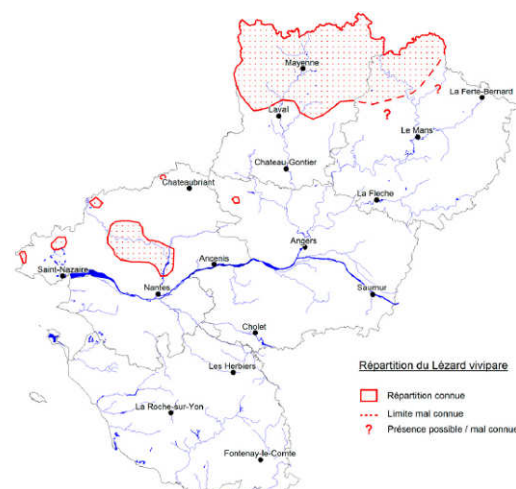 Mayenne
La Ferte-Bernard
Laval
?
?
Le Mans
Chateau-Gontier
Chateaubriant
La Fleche
Angers
Ancenis
Saint-Nazaire
Nantes
Saumur
Cholet
Les Herbiers
La Roche-sur-Yon
Fontenay-le-Comte
Répartition du Lézard vivipare
Répartition connue
Limite mal connue
? Présence possible / mal connue